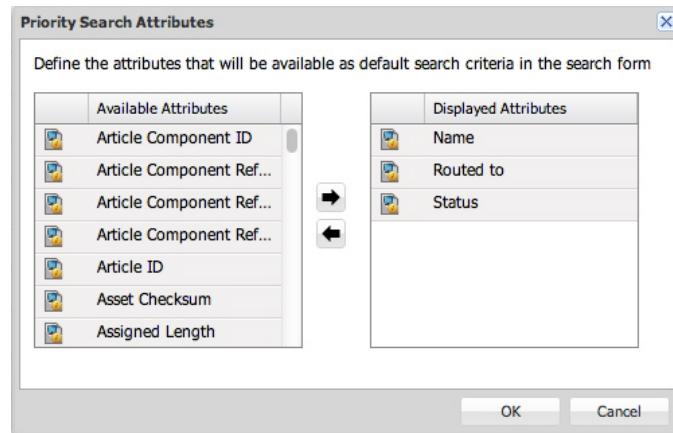 Priority Search Attributes
Define the attributes that will be available as default search criteria in the search form
Available Attributes
Article Component ID
Article Component Ref...
Article Component Ref...
Article Component Ref...
Article ID
Asset Checksum
Assigned Length
Displayed Attributes
Name
Routed to
Status
OK
Cancel